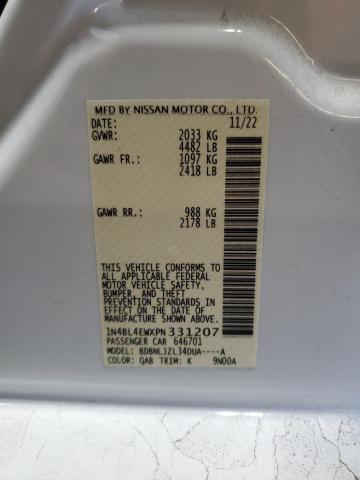 MFD BY NISSAN MOTOR CO., LTD.
DATE: 11/22
GVWR: 2033 KG
4482 LB
GAWR FR: 1097 KG
2418 LB
GAWR RR: 988 KG
2178 LB
THIS VEHICLE CONFORMS TO
ALL APPLICABLE FEDERAL
MOTOR VEHICLE SAFETY,
BUMPER, AND THEFT
PREVENTION STANDARDS
IN EFFECT ON THE DATE OF
MANUFACTURE SHOWN ABOVE.
1N4BL4EWXPN331207
PASSENGER CAR 646701
MODEL: BDBNLJZL34DUA----A
COLOR: QAB TRIM: K 9N00A